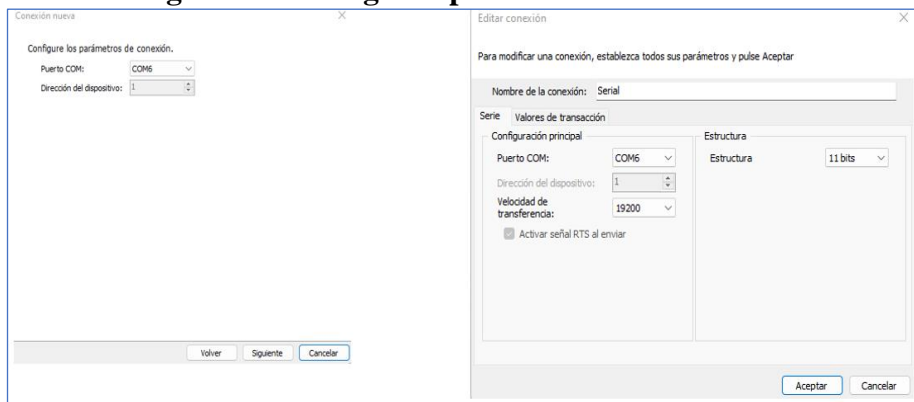 Conexión nueva
Configure los parámetros de conexión.
Puerto COM: COM6
Dirección del dispositivo: 1
Volver Siguiente Cancelar
Editar conexión
Para modificar una conexión, establezca todos sus parámetros y pulse Aceptar
Nombre de la conexión: Serial
Serie Valores de transacción
Configuración principal
Puerto COM: COM6
Dirección del dispositivo: 1
Velocidad de
transferencia: 19200
Activar señal RTS al enviar
Estructura
Estructura 11 bits
Aceptar Cancelar